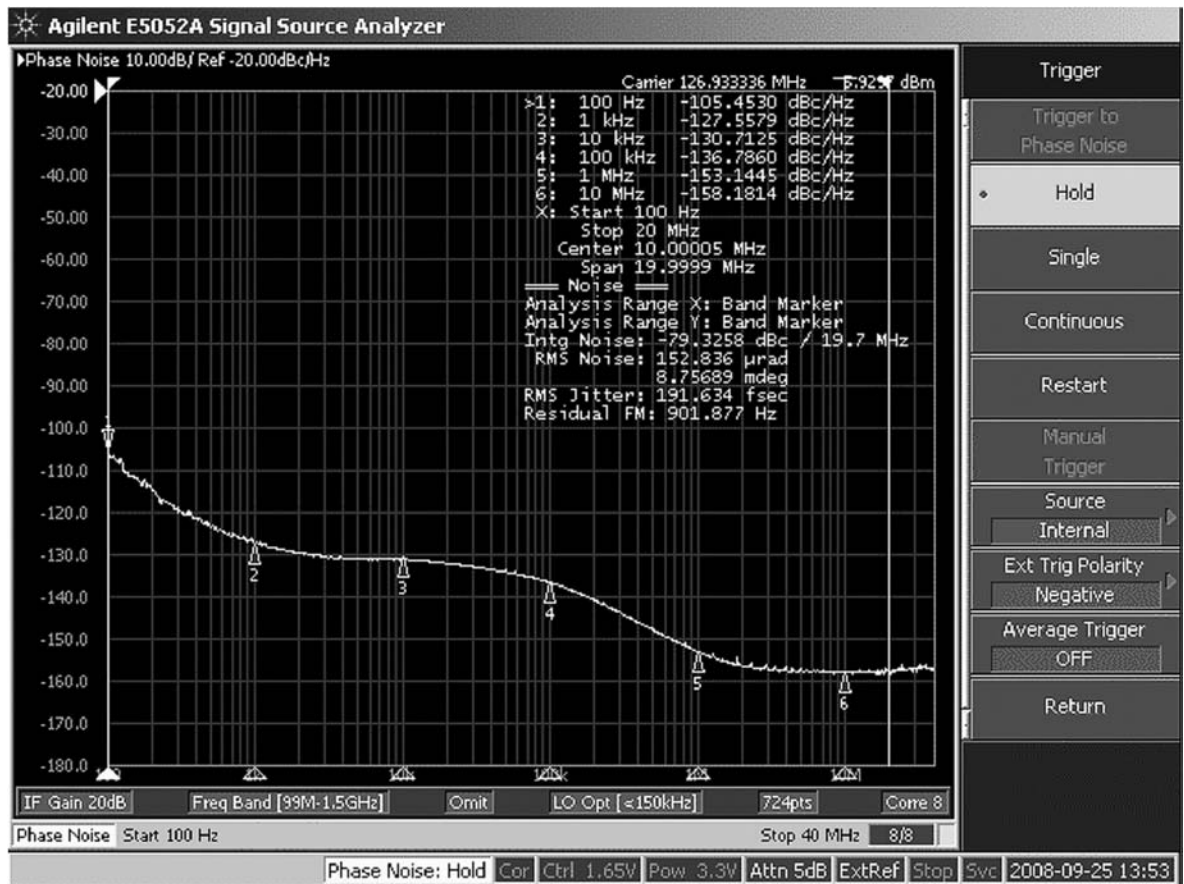 Agilent E5052A Signal Source Analyzer
▶Phase Noise 10.00dB/ Ref -20.00dBc/Hz
Carrier 126.933336 MHz dBm
-20.00
-30.00
-40.00
-50.00
-60.00
-70.00
-80.00
-90.00
-100.0
-110.0
-120.0
-130.0
-140.0
-150.0
-160.0
-170.0
-180.0
>1: 100 Hz -105.4530 dBc/Hz
2: 1 kHz -127.5579 dBc/Hz
3: 10 kHz -130.7125 dBc/Hz
4: 100 kHz -136.7860 dBc/Hz
5: 1 MHz -153.1445 dBc/Hz
6: 10 MHz -158.1814 dBc/Hz
X: Start 100 Hz
Stop 20 MHz
Center 10.00005 MHz
Span 19.9999 MHz
=== Noise ===
Analysis Range X: Band Marker
Analysis Range Y: Band Marker
Intg Noise: -79.3258 dBc / 19.7 MHz
RMS Noise: 152.836 µrad
8.75689 mdeg
RMS Jitter: 191.634 fsec
Residual FM: 901.877 Hz
2
3
4
5
6
IF Gain 20dB
Freq Band [99M-1.5GHz]
Omit
LO Opt [<150kHz]
724pts
Corre 8
Phase Noise Start 100 Hz
Stop 40 MHz
8/8
Phase Noise: Hold
Cor
Ctrl 1.65V
Pow 3.3V
Attn 5dB
ExtRef
Stop
Svc
2008-09-25 13:53
Trigger
Trigger to
Phase Noise
Hold
Single
Continuous
Restart
Manual
Trigger
Source
Internal
Ext Trig Polarity
Negative
Average Trigger
OFF
Return